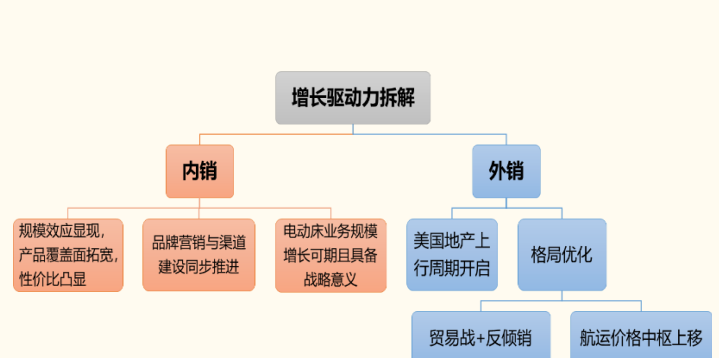 增长驱动力拆解
内销
外销
规模效应显现，
产品覆盖面拓宽，
性价比凸显
品牌营销与渠道
建设同步推进
电动床业务规模
增长可期且具备
战略意义
美国地产上
行周期开启
格局优化
贸易战+反倾销
航运价格中枢上移